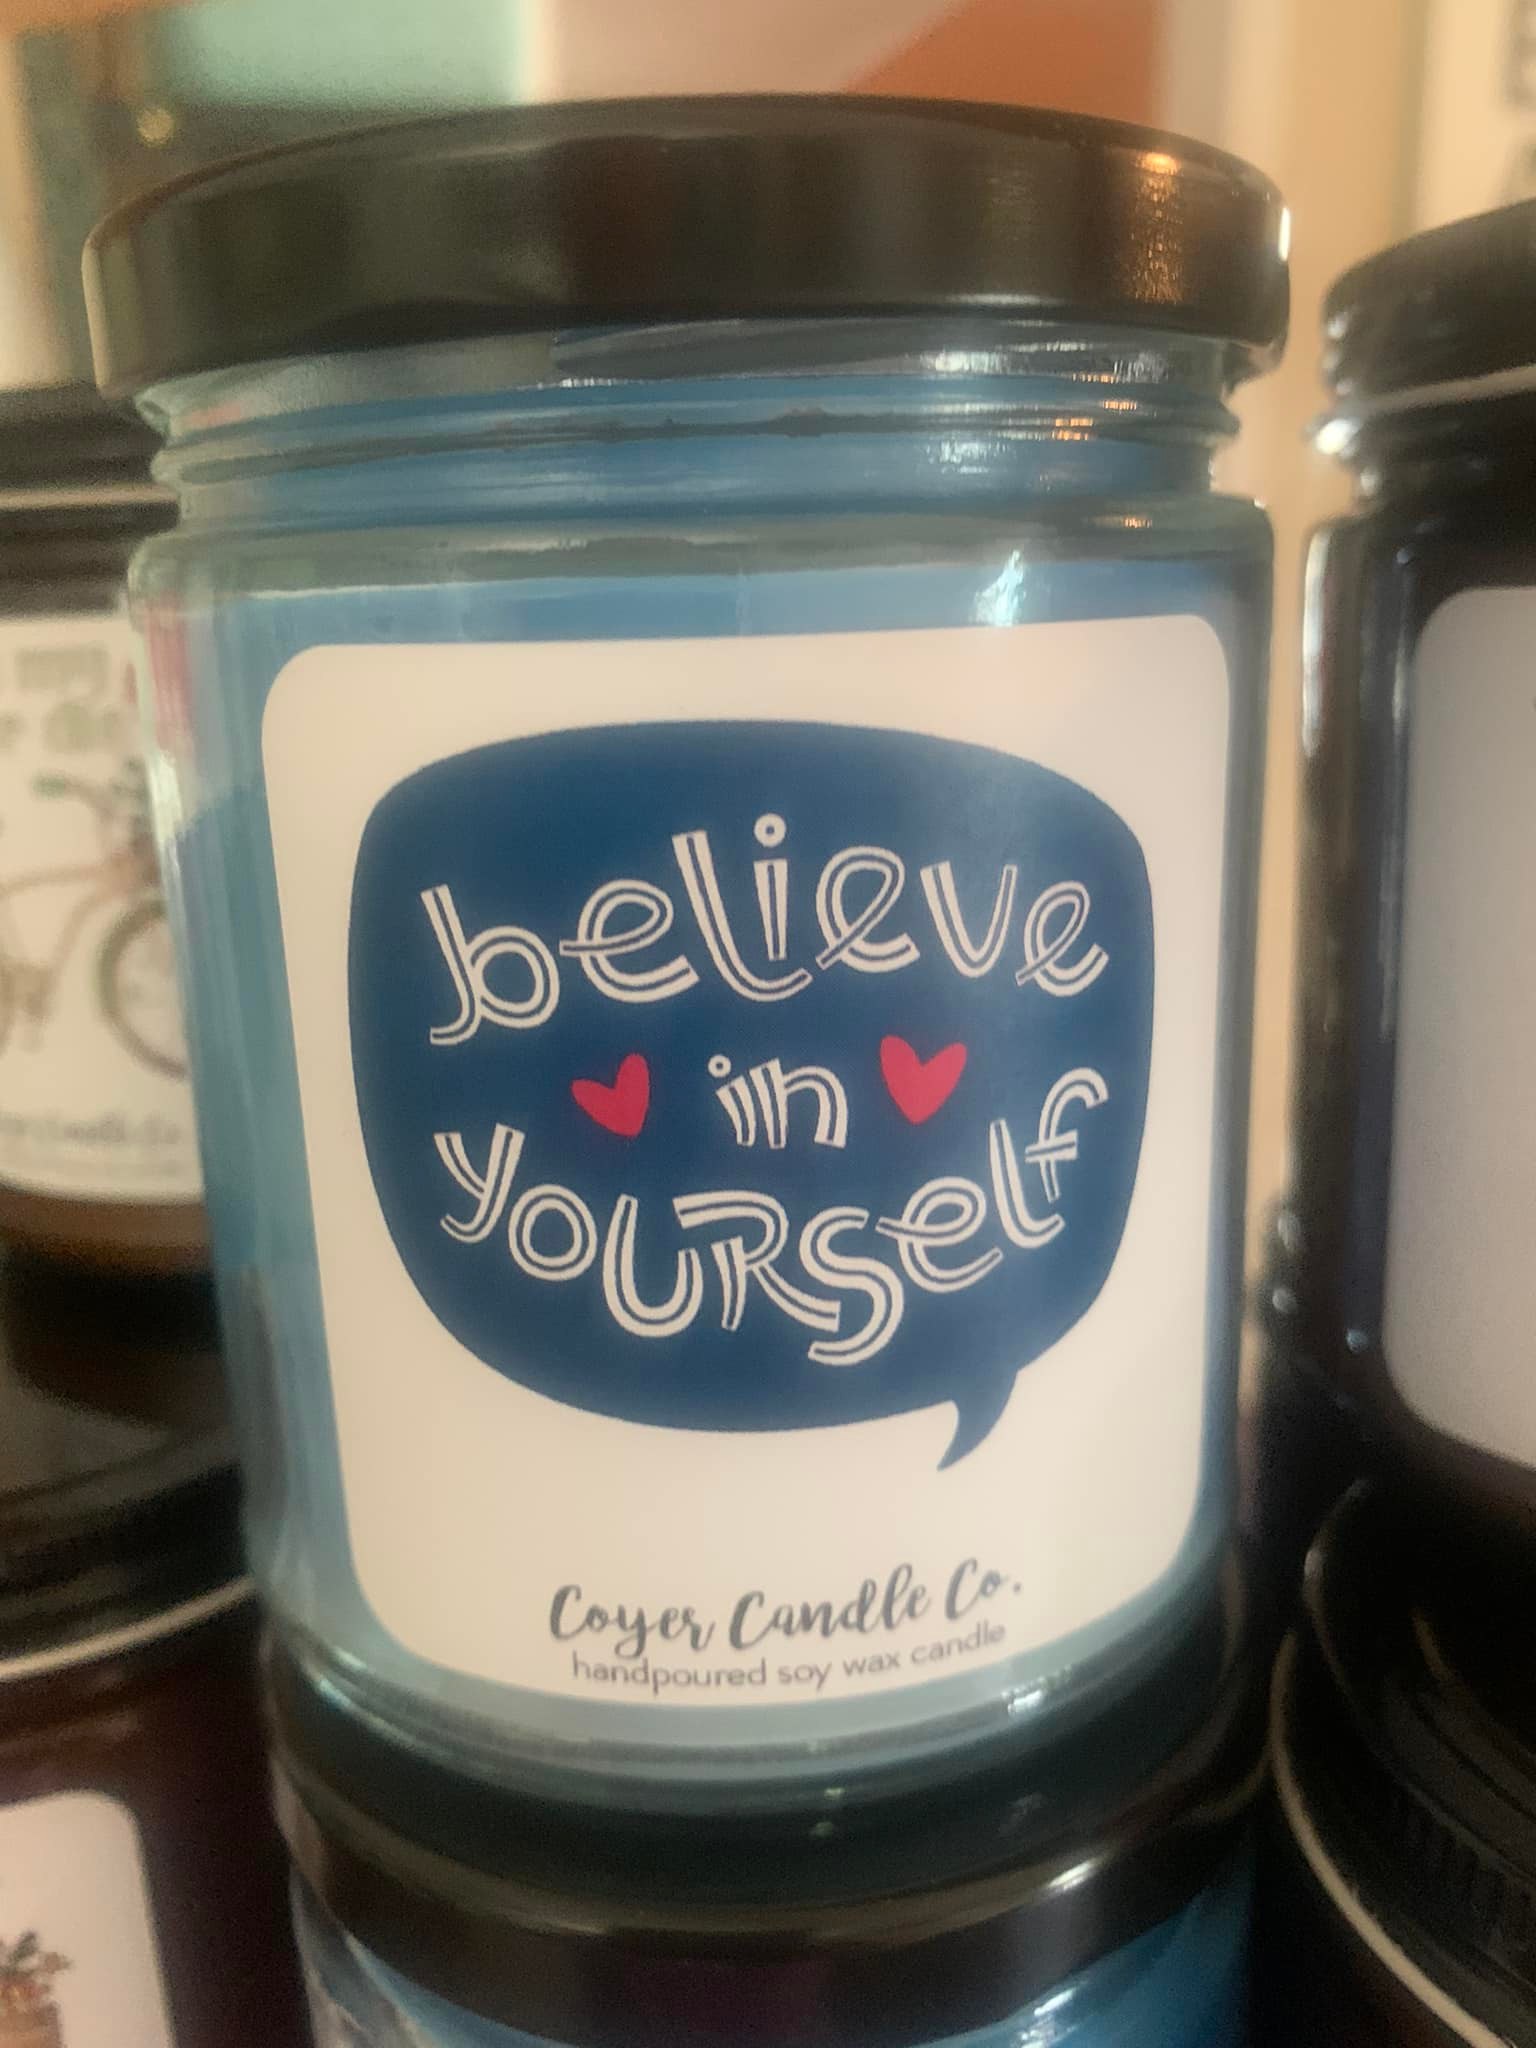 believe
in
yourself
Coyer Candle Co.
handpoured soy wax candle